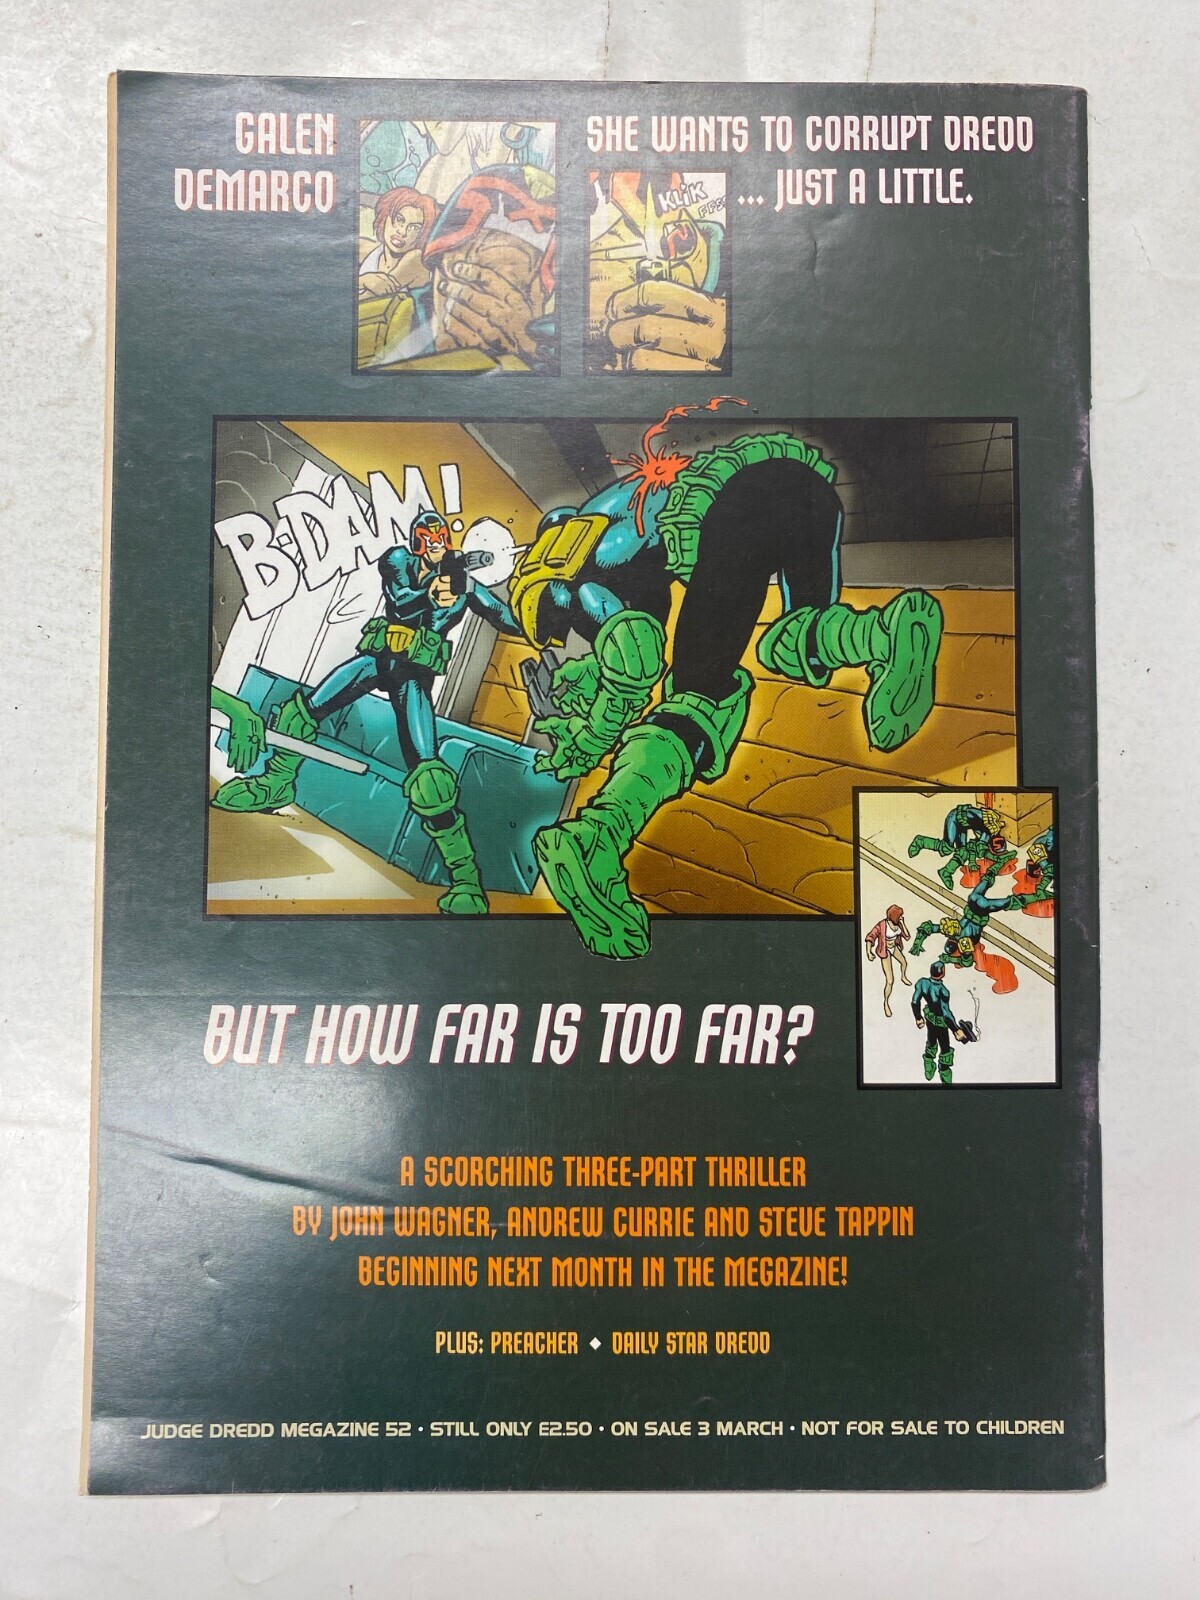 GALEN
DEMARCO
SHE WANTS TO CORRUPT DREDD
... JUST A LITTLE.
KLIK
B-DAM!
BUT HOW FAR IS TOO FAR?
A SCORCHING THREE-PART THRILLER
BY JOHN WAGNER, ANDREW CURRIE AND STEVE TAPPIN
BEGINNING NEXT MONTH IN THE MEGAZINE!
PLUS: PREACHER ◆ DAILY STAR DREDD
JUDGE DREDD MEGAZINE 52 • STILL ONLY £2.50 • ON SALE 3 MARCH • NOT FOR SALE TO CHILDREN